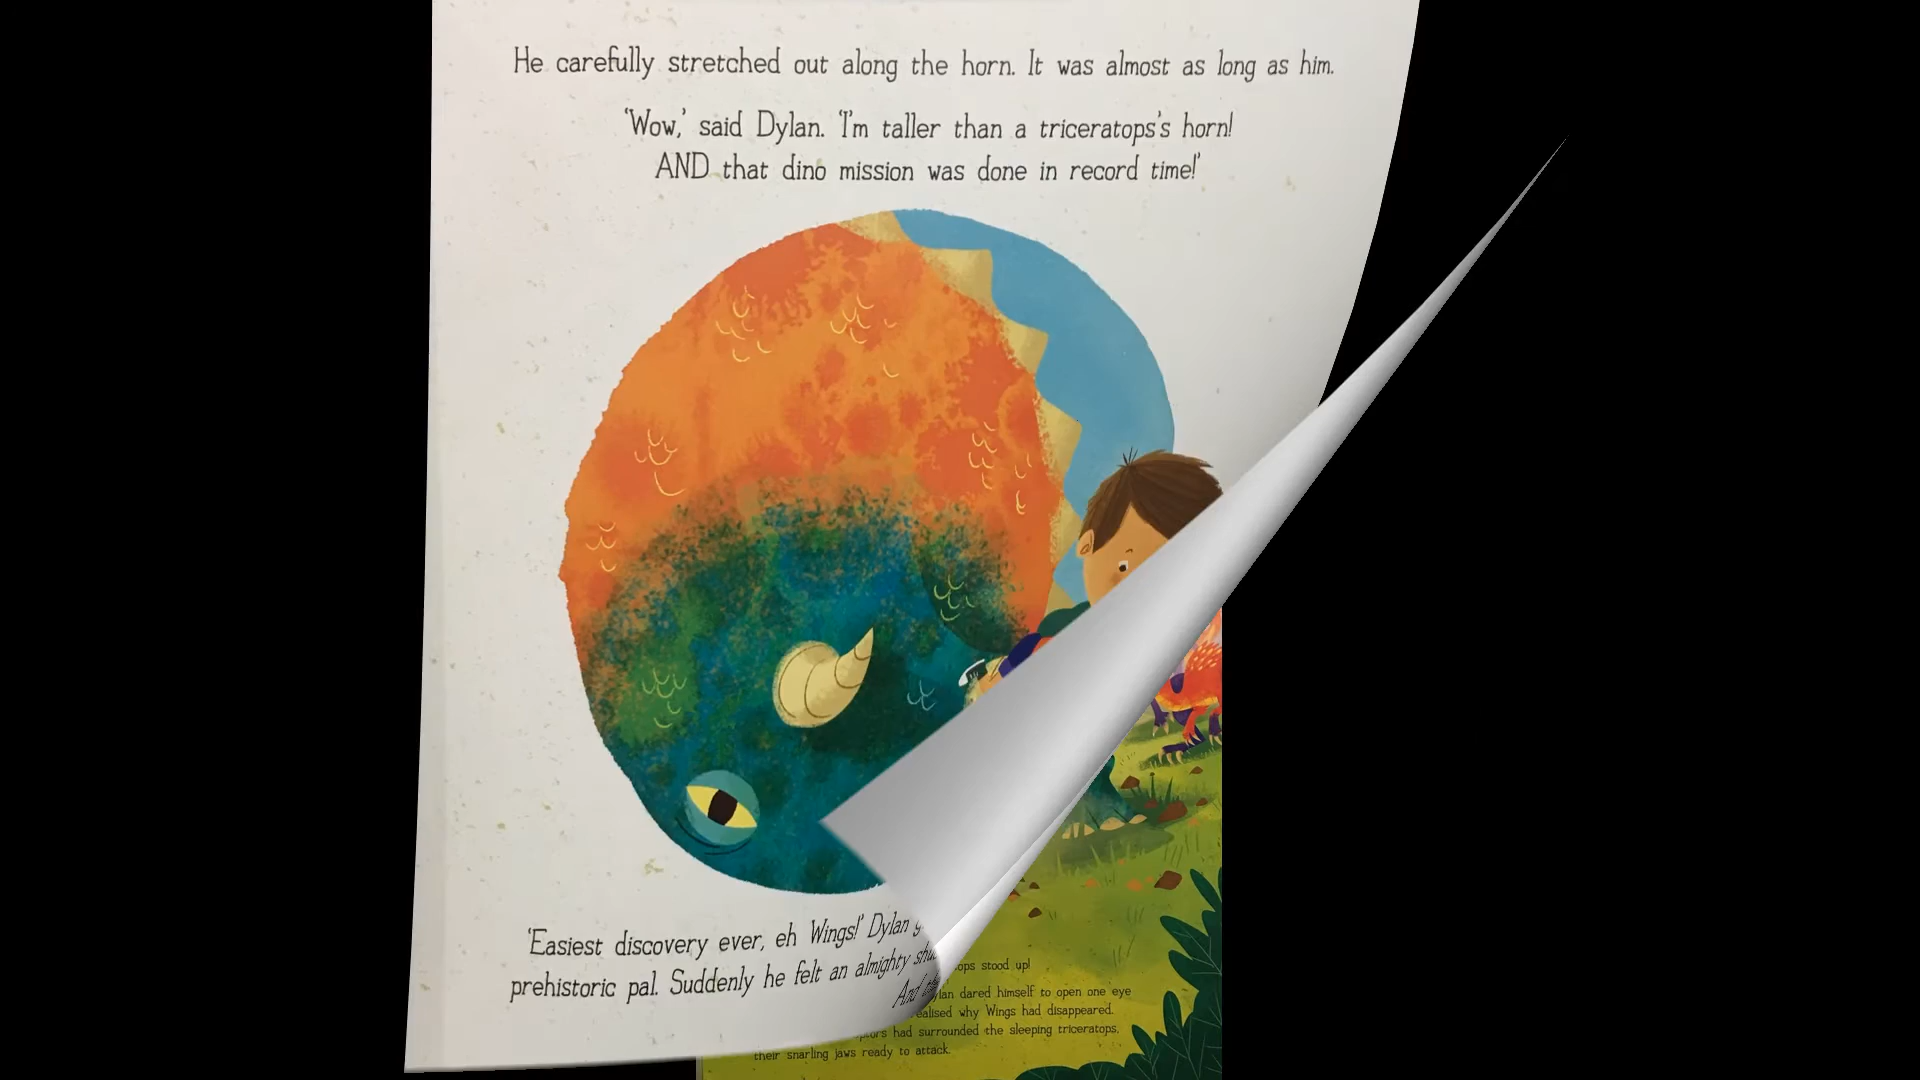 He carefully stretched out along the horn. It was almost as long as him.
‘Wow,’ said Dylan. ‘I’m taller than a triceratops’s horn!
AND that dino mission was done in record time!’
‘Easiest discovery ever, eh Wings!’ Dylan
prehistoric pal. Suddenly he felt an almighty
And
stood up!
dared himself to open one eye
why Wings had disappeared.
had surrounded the sleeping triceratops,
their snarling jaws ready to attack.